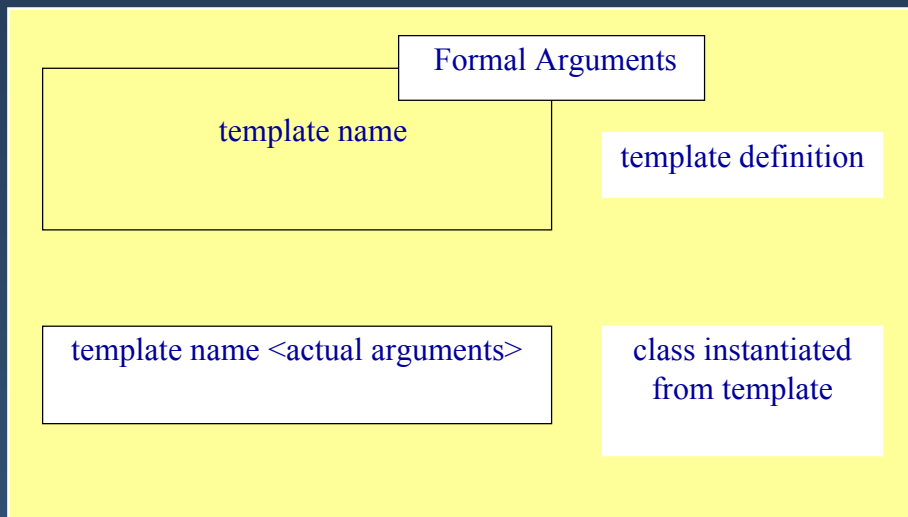 Formal Arguments
template name
template definition
template name <actual arguments>
class instantiated
from template